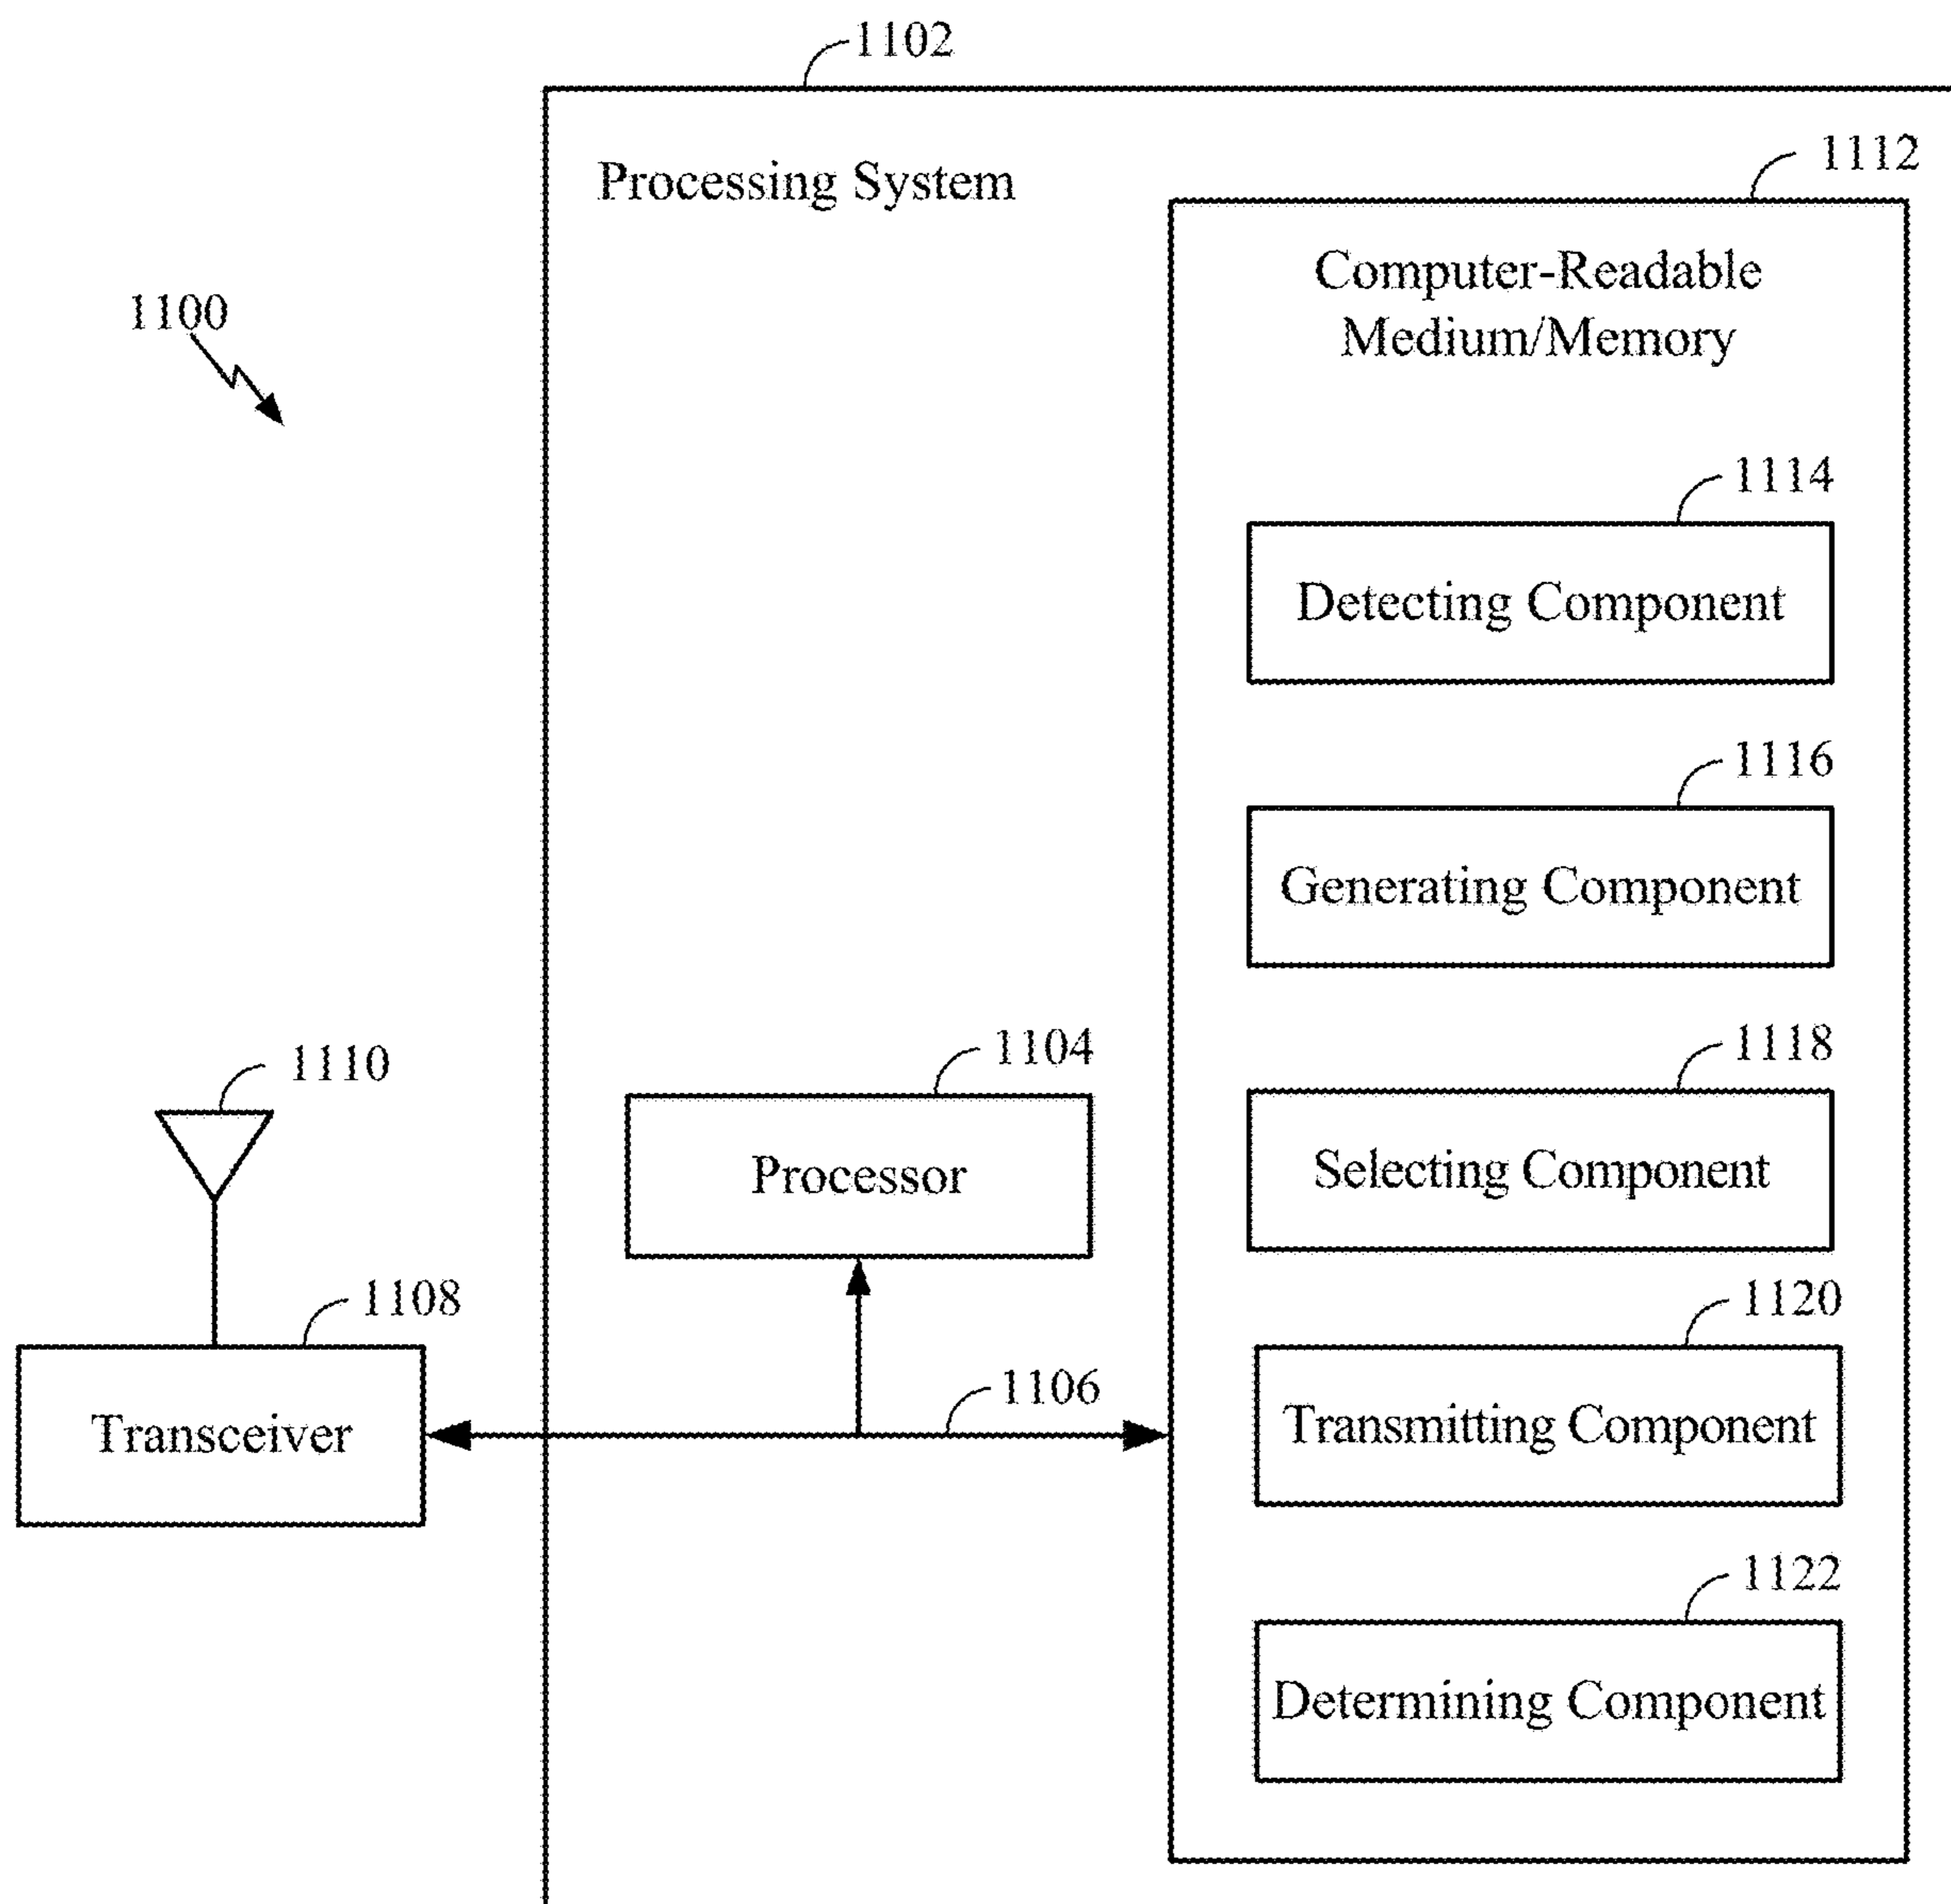 1102
Processing System
1112
Computer-Readable
Medium/Memory
1100
1114
Detecting Component
1116
Generating Component
1104
1118
1110
Processor
Selecting Component
1108
1120
1106
Transceiver
Transmitting Component
1122
Determining Component